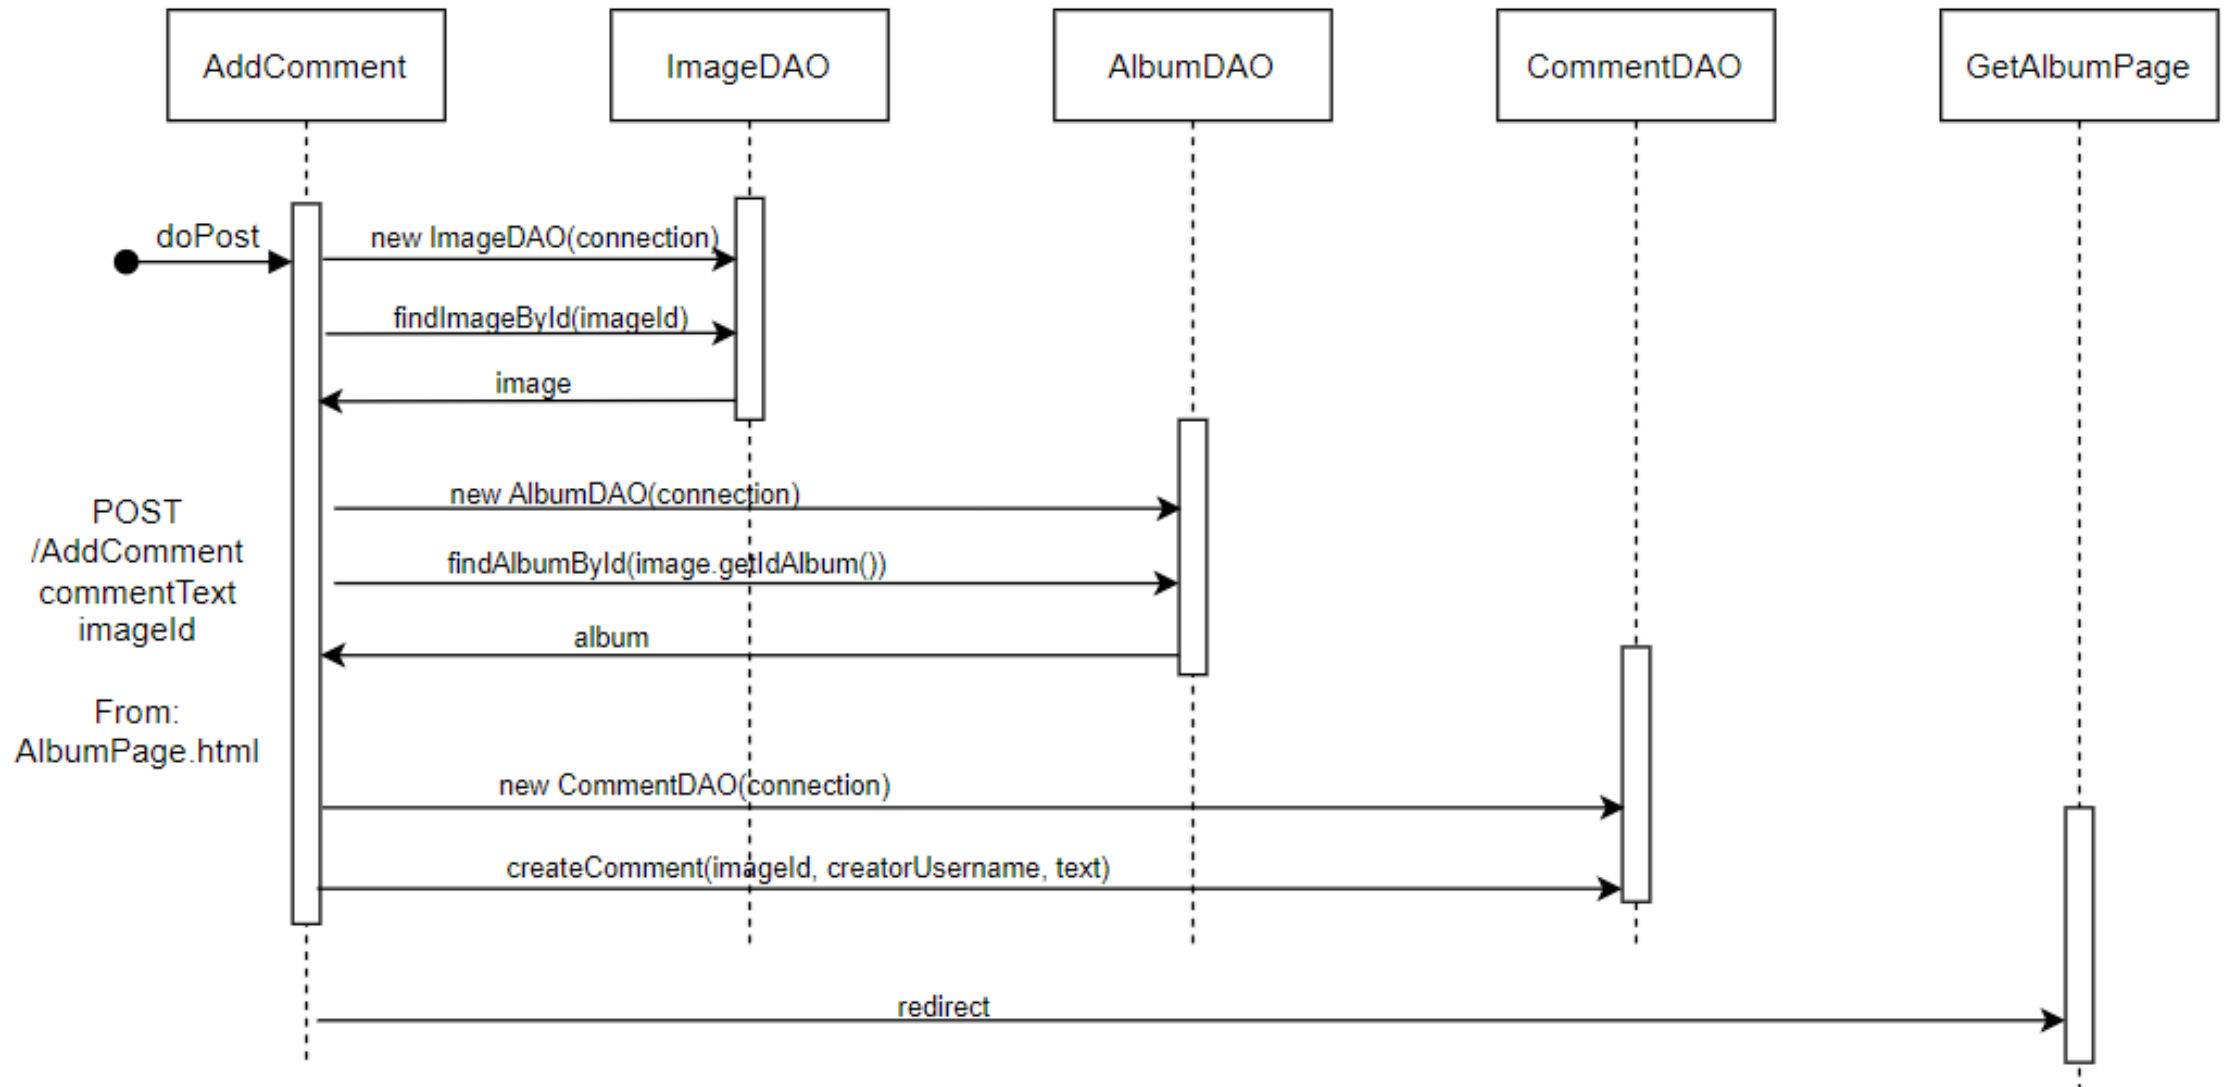 AddComment
ImageDAO
AlbumDAO
CommentDAO
GetAlbumPage
doPost
new ImageDAO(connection)
findImageById(imageId)
image
new AlbumDAO(connection)
POST
/AddComment
commentText
imageId
findAlbumById(image.getIdAlbum())
album
From:
AlbumPage.html
new CommentDAO(connection)
createComment(imageId, creatorUsername, text)
redirect